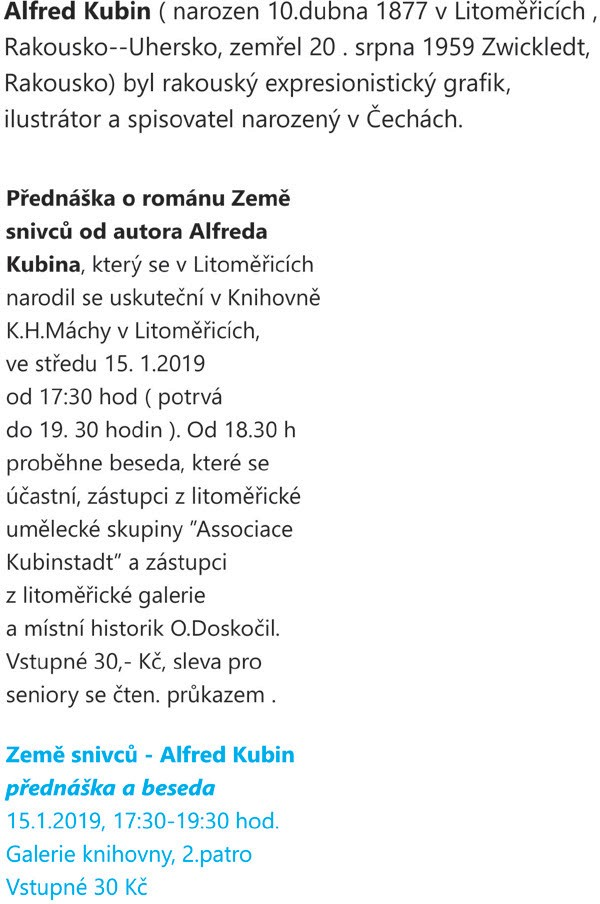 Alfred Kubin ( narozen 10.dubna 1877 v Litoměřicích ,
Rakousko--Uhersko, zemřel 20 . srpna 1959 Zwickledt,
Rakousko) byl rakouský expresionistický grafik,
ilustrátor a spisovatel narozený v Čechách.
Přednáška o románu Země
snivců od autora Alfreda
Kubina, který se v Litoměřicích
narodil se uskuteční v Knihovně
K.H.Máchy v Litoměřicích,
ve středu 15. 1.2019
od 17:30 hod ( potrvá
do 19. 30 hodin ). Od 18.30 h
proběhne beseda, které se
účastní, zástupci z litoměřické
umělecké skupiny ”Associace
Kubinstadt” a zástupci
z litoměřické galerie
a místní historik O.Doskočil.
Vstupné 30,- Kč, sleva pro
seniory se čten. průkazem .
Země snivců - Alfred Kubin
přednáška a beseda
15.1.2019, 17:30-19:30 hod.
Galerie knihovny, 2.patro
Vstupné 30 Kč